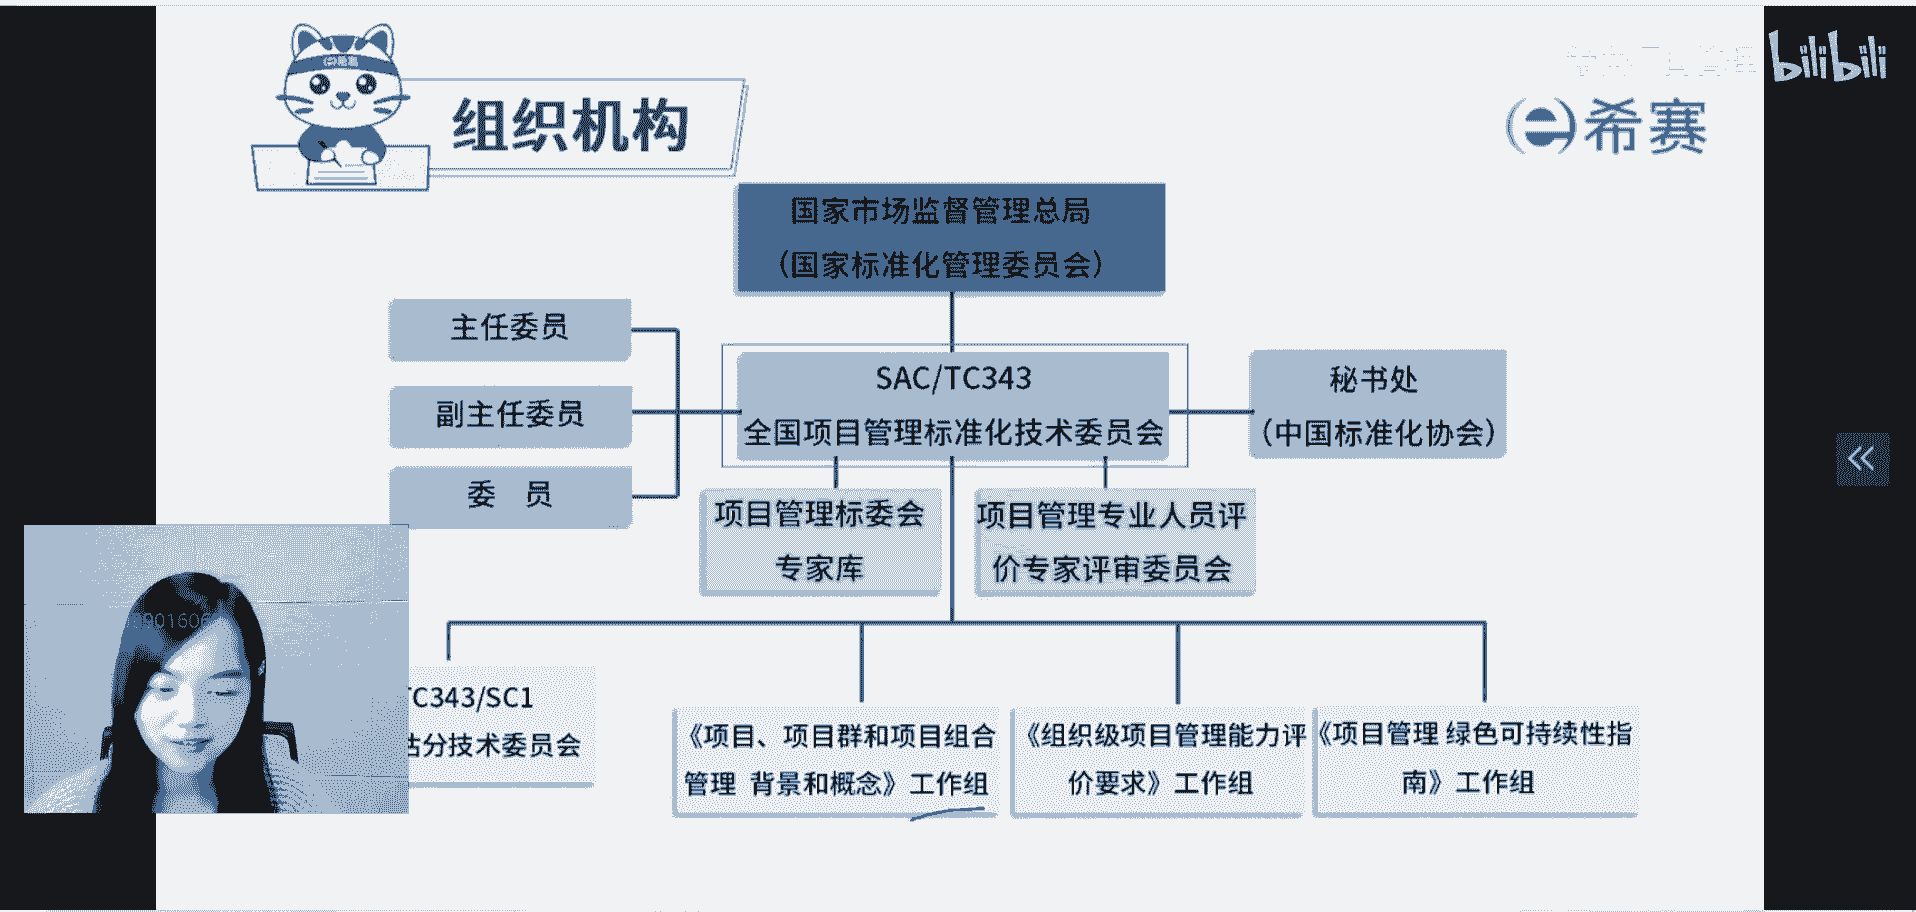 bilibili
希赛
组织机构
国家市场监督管理总局
（国家标准化管理委员会）
主任委员
副主任委员
委 员
SAC/TC343
全国项目管理标准化技术委员会
秘书处
（中国标准化协会）
项目管理标委会
专家库
项目管理专业人员评
价专家评审委员会
C343/SC1
分技术委员会
《项目、项目群和项目组合
管理 背景和概念》工作组
《组织级项目管理能力评
价要求》工作组
《项目管理 绿色可持续性指
南》工作组